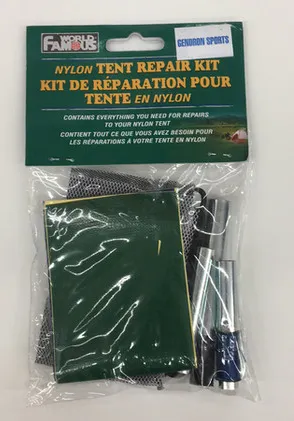 WORLD
FAMOUS
GENDRON SPORTS
NYLON TENT REPAIR KIT
KIT DE RÉPARATION POUR
TENTE EN NYLON
CONTAINS EVERYTHING YOU NEED FOR REPAIRS
TO YOUR NYLON TENT
CONTIENT TOUT CE QUE VOUS AVEZ BESOIN POUR
LES RÉPARATIONS À VOTRE TENTE EN NYLON